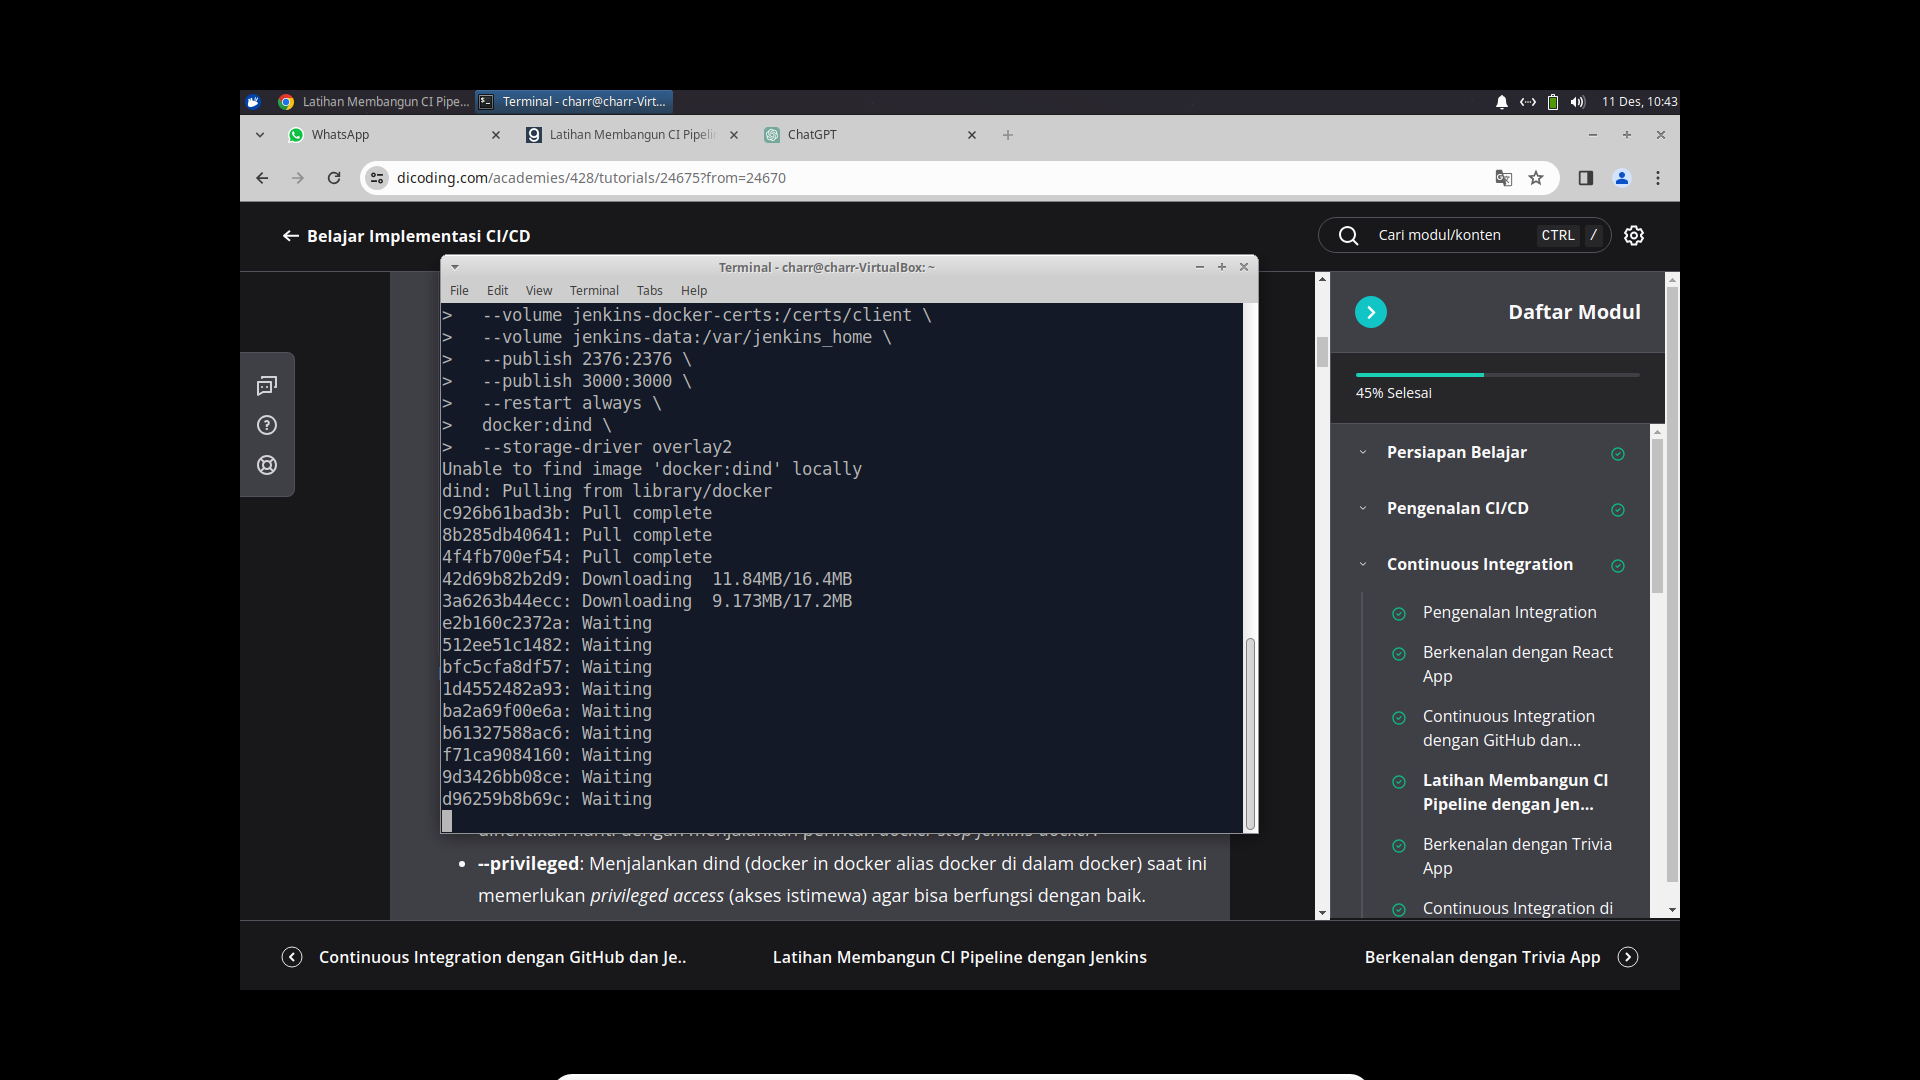 Latihan Membangun CI Pipe...
Terminal - charr@charr-Virt...
11 Des, 10:43
WhatsApp
Latihan Membangun CI Pipeli
ChatGPT
dicoding.com/academies/428/tutorials/24675?from=24670
Belajar Implementasi CI/CD
Cari modul/konten
CTRL /
Terminal - charr@charr-VirtualBox: ~
File Edit View Terminal Tabs Help
> --volume jenkins-docker-certs:/certs/client \
> --volume jenkins-data:/var/jenkins_home \
> --publish 2376:2376 \
> --publish 3000:3000 \
> --restart always \
> docker:dind \
> --storage-driver overlay2
Unable to find image 'docker:dind' locally
dind: Pulling from library/docker
c926b61bad3b: Pull complete
8b285db40641: Pull complete
4f4fb700ef54: Pull complete
42d69b82b2d9: Downloading 11.84MB/16.4MB
3a6263b44ecc: Downloading 9.173MB/17.2MB
e2b160c2372a: Waiting
512ee51c1482: Waiting
bfc5cfa8df57: Waiting
1d4552482a93: Waiting
ba2a69f00e6a: Waiting
b61327588ac6: Waiting
f71ca9084160: Waiting
9d3426bb08ce: Waiting
d96259b8b69c: Waiting
dihentikan nanti dengan menjalankan perintah docker stop jenkins-docker.
• --privileged: Menjalankan dind (docker in docker alias docker di dalam docker) saat ini
memerlukan privileged access (akses istimewa) agar bisa berfungsi dengan baik.
Daftar Modul
45% Selesai
Persiapan Belajar
Pengenalan CI/CD
Continuous Integration
Pengenalan Integration
Berkenalan dengan React
App
Continuous Integration
dengan GitHub dan...
Latihan Membangun CI
Pipeline dengan Jen...
Berkenalan dengan Trivia
App
Continuous Integration di
Continuous Integration dengan GitHub dan Je..
Latihan Membangun CI Pipeline dengan Jenkins
Berkenalan dengan Trivia App